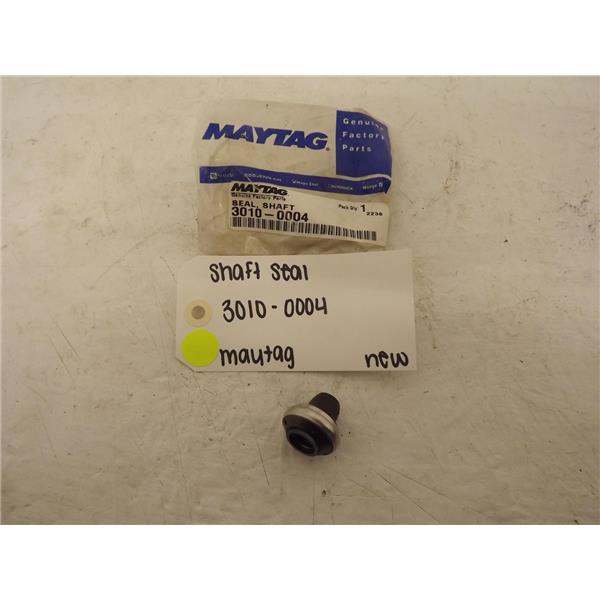 MAYTAG
Genuine
Factory
Parts
MAYTAG
Genuine Factory Parts
SEAL, SHAFT
Pack Qty 1
3010-0004
2238
shaft seal
3010-0004
maytag new